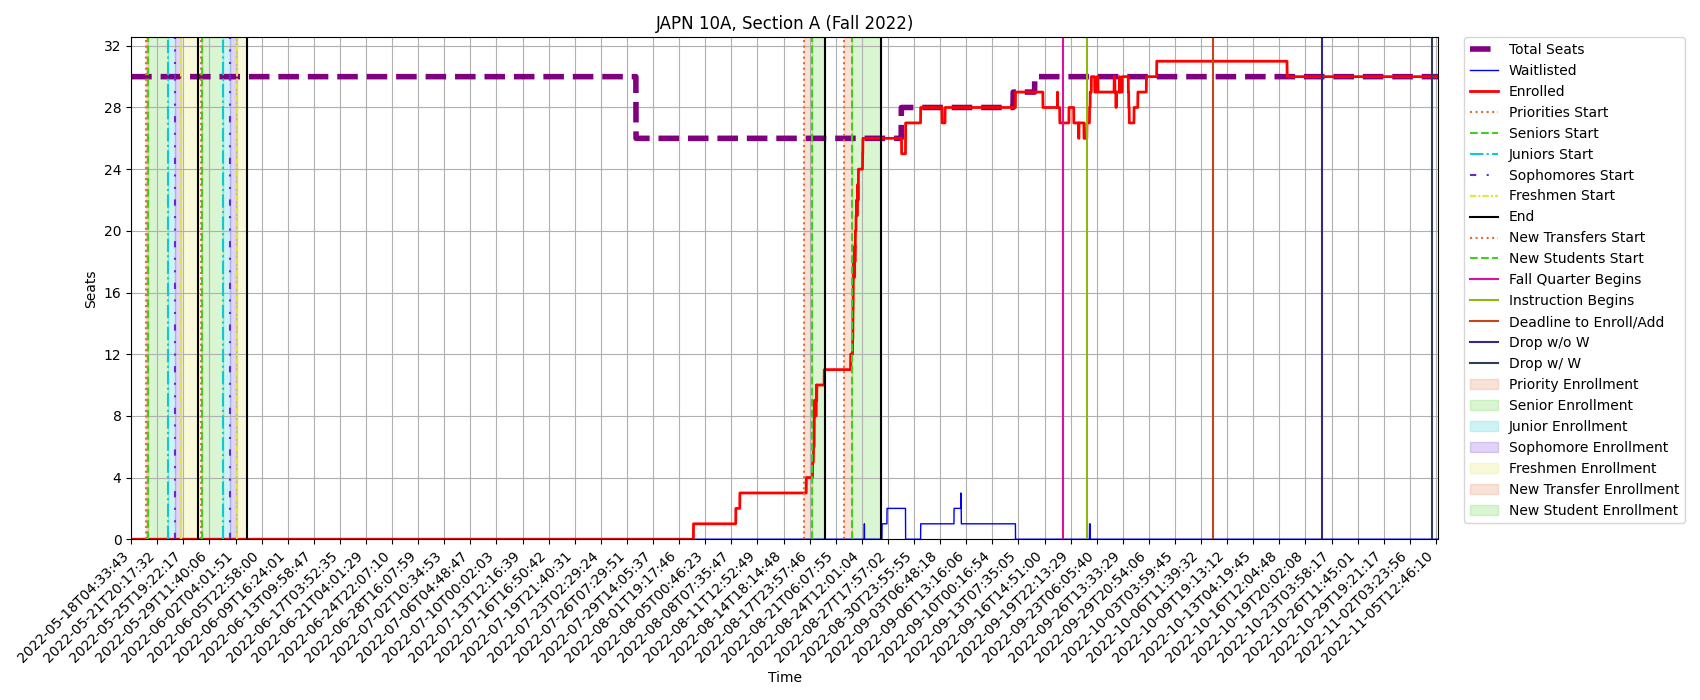 JAPN 10A, Section A (Fall 2022)
Seats
32
28
24
20
16
12
8
4
0
2022-05-18T04:33:43
2022-05-21T20:17:32
2022-05-25T19:22:17
2022-05-29T11:40:06
2022-06-02T04:01:51
2022-06-05T22:58:00
2022-06-09T16:24:01
2022-06-13T09:58:47
2022-06-17T03:52:35
2022-06-21T04:01:29
2022-06-24T22:07:10
2022-06-28T16:07:59
2022-07-02T10:34:53
2022-07-06T04:48:47
2022-07-10T00:02:03
2022-07-13T12:16:39
2022-07-16T16:50:42
2022-07-19T21:40:31
2022-07-23T02:29:24
2022-07-26T07:29:51
2022-07-29T14:05:37
2022-08-01T19:17:46
2022-08-05T00:46:23
2022-08-08T07:35:47
2022-08-11T12:52:49
2022-08-14T18:14:48
2022-08-17T23:57:46
2022-08-21T06:07:55
2022-08-24T12:01:04
2022-08-27T17:57:02
2022-08-30T23:55:55
2022-09-03T06:48:18
2022-09-06T13:16:06
2022-09-10T00:16:54
2022-09-13T07:35:05
2022-09-16T14:51:00
2022-09-19T22:13:29
2022-09-23T06:05:40
2022-09-26T13:33:29
2022-09-29T20:54:06
2022-10-03T03:59:45
2022-10-06T11:39:32
2022-10-09T19:13:12
2022-10-13T04:19:45
2022-10-16T12:04:48
2022-10-19T20:02:08
2022-10-23T03:58:17
2022-10-26T11:45:01
2022-10-29T19:21:17
2022-11-02T03:23:56
2022-11-05T12:46:10
Time
Total Seats
Waitlisted
Enrolled
Priorities Start
Seniors Start
Juniors Start
Sophomores Start
Freshmen Start
End
New Transfers Start
New Students Start
Fall Quarter Begins
Instruction Begins
Deadline to Enroll/Add
Drop w/o W
Drop w/ W
Priority Enrollment
Senior Enrollment
Junior Enrollment
Sophomore Enrollment
Freshmen Enrollment
New Transfer Enrollment
New Student Enrollment